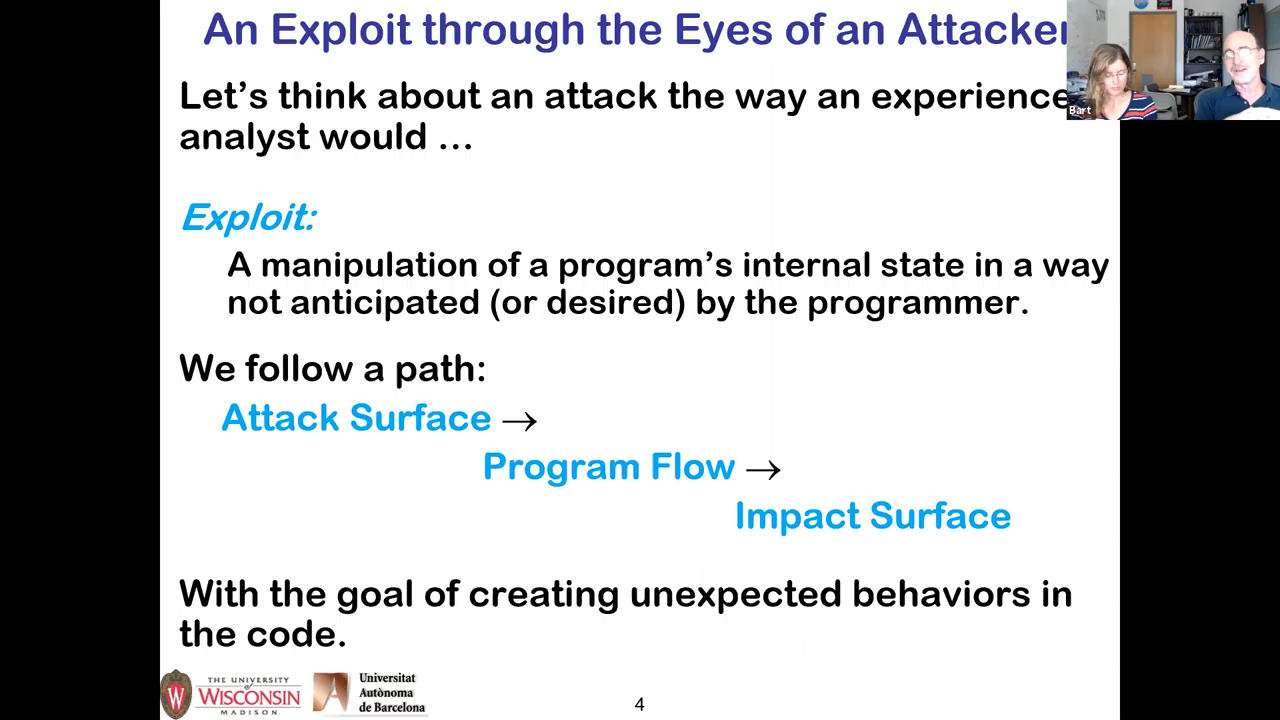 An Exploit through the Eyes of an Attacker
Let's think about an attack the way an experience
analyst would …
Exploit:
A manipulation of a program's internal state in a way
not anticipated (or desired) by the programmer.
We follow a path:
Attack Surface →
Program Flow →
Impact Surface
With the goal of creating unexpected behaviors in
the code.
THE UNIVERSITY
of
WISCONSIN
MADISON
Universitat
Autònoma
de Barcelona
4
Bart